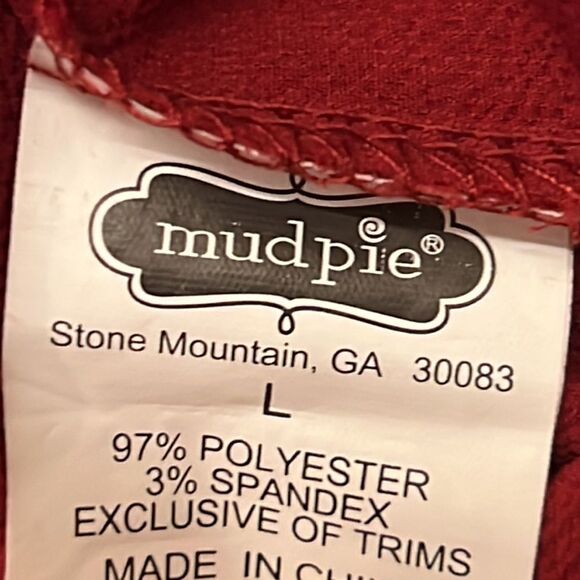 mudpie®
Stone Mountain, GA 30083
L
97% POLYESTER
3% SPANDEX
EXCLUSIVE OF TRIMS
MADE IN